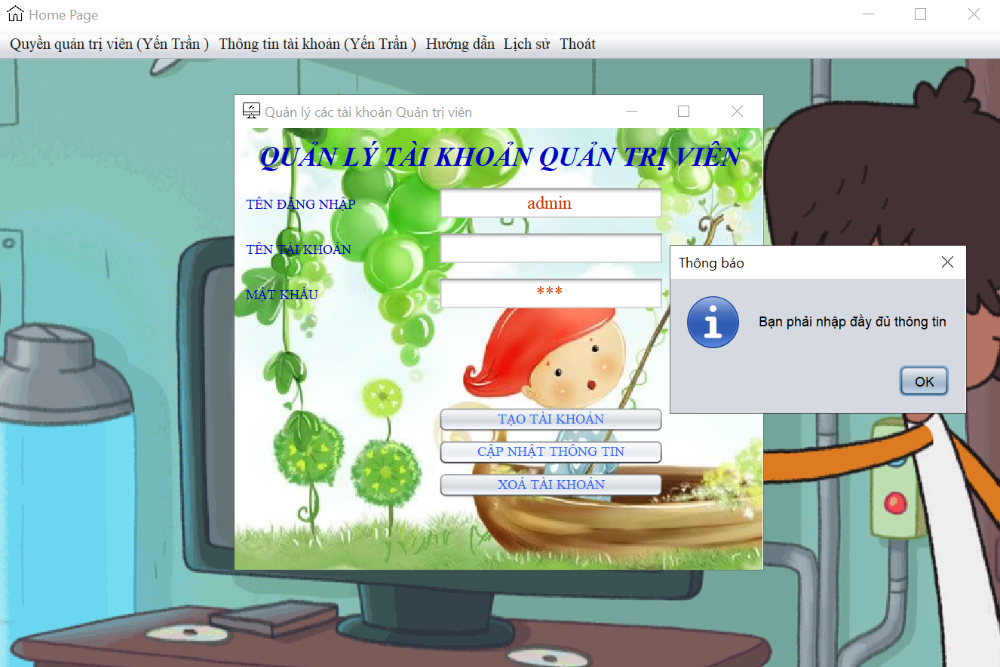 Home Page
Quyền quản trị viên (Yến Trần ) Thông tin tài khoản (Yến Trần ) Hướng dẫn Lịch sử Thoát
Quản lý các tài khoản Quản trị viên
QUẢN LÝ TÀI KHOẢN QUẢN TRỊ VIÊN
TÊN ĐĂNG NHẬP admin
TÊN TÀI KHOẢN
MẬT KHẨU ***
Thông báo
Bạn phải nhập đầy đủ thông tin
OK
TẠO TÀI KHOẢN
CẬP NHẬT THÔNG TIN
XOÁ TÀI KHOẢN